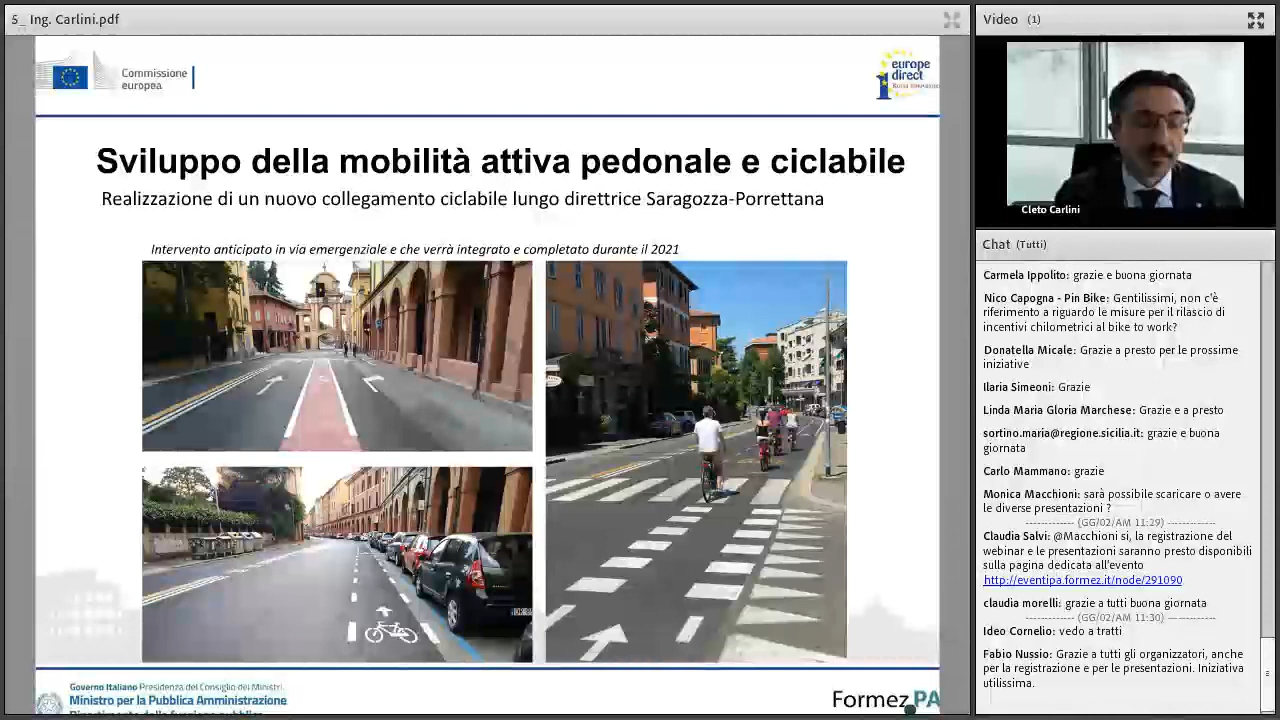 5_ Ing. Carlini.pdf
Commissione
europea
europe
direct
Sviluppo della mobilità attiva pedonale e ciclabile
Realizzazione di un nuovo collegamento ciclabile lungo direttrice Saragozza-Porrettana
Intervento anticipato in via emergenziale e che verrà integrato e completato durante il 2021
Governo Italiano Presidenza del Consiglio dei Ministri
Ministro per la Pubblica Amministrazione
Dipartimento della funzione pubblica
Formez PA
Video (1)
Cleto Carlini
Chat (Tutti)
Carmela Ippolito: grazie e buona giornata
Nico Capogna - Pin Bike: Gentilissimi, non c'è
riferimento a riguardo le misure per il rilascio di
incentivi chilometrici al bike to work?
Donatella Micale: Grazie a presto per le prossime
iniziative
Ilaria Simeoni: Grazie
Linda Maria Gloria Marchese: Grazie e a presto
sortino.maria@regione.sicilia.it: grazie e buona
giornata
Carlo Mammano: grazie
Monica Macchioni: sarà possibile scaricare o avere
le diverse presentazioni ?
------------ (GG/02/AM 11:29) ------------
Claudia Salvi: @Macchioni si, la registrazione del
webinar e le presentazioni saranno presto disponibili
sulla pagina dedicata all'evento
http://eventipa.formez.it/node/291090
claudia morelli: grazie a tutti buona giornata
------------ (GG/02/AM 11:30) ------------
Ideo Cornelio: vedo a tratti
Fabio Nussio: Grazie a tutti gli organizzatori, anche
per la registrazione e per le presentazioni. Iniziativa
utilissima.